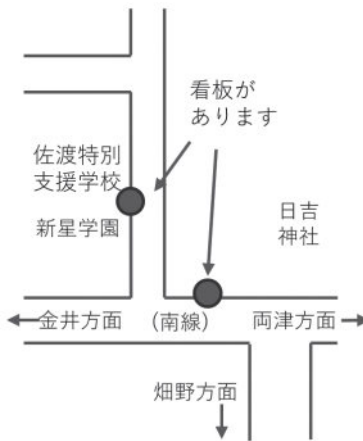 看板が
あります
佐渡特別
支援学校
新星学園
日吉
神社
金井方面
(南線)
両津方面
畑野方面